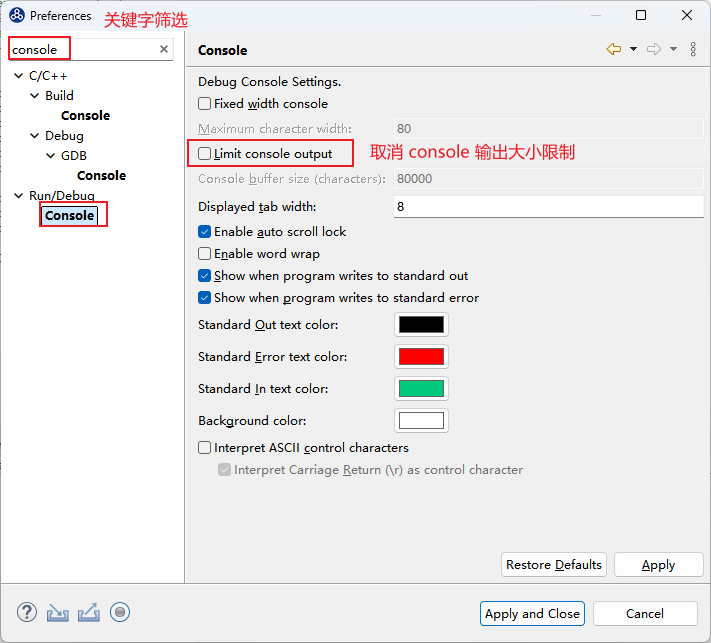 Preferences
关键字筛选
console
C/C++
Build
Console
Debug
GDB
Console
Run/Debug
Console
Console
Debug Console Settings.
Fixed width console
Maximum character width: 80
Limit console output
取消 console 输出大小限制
Console buffer size (characters): 80000
Displayed tab width: 8
Enable auto scroll lock
Enable word wrap
Show when program writes to standard out
Show when program writes to standard error
Standard Out text color:
Standard Error text color:
Standard In text color:
Background color:
Interpret ASCII control characters
Interpret Carriage Return (\r) as control character
Restore Defaults Apply
Apply and Close Cancel